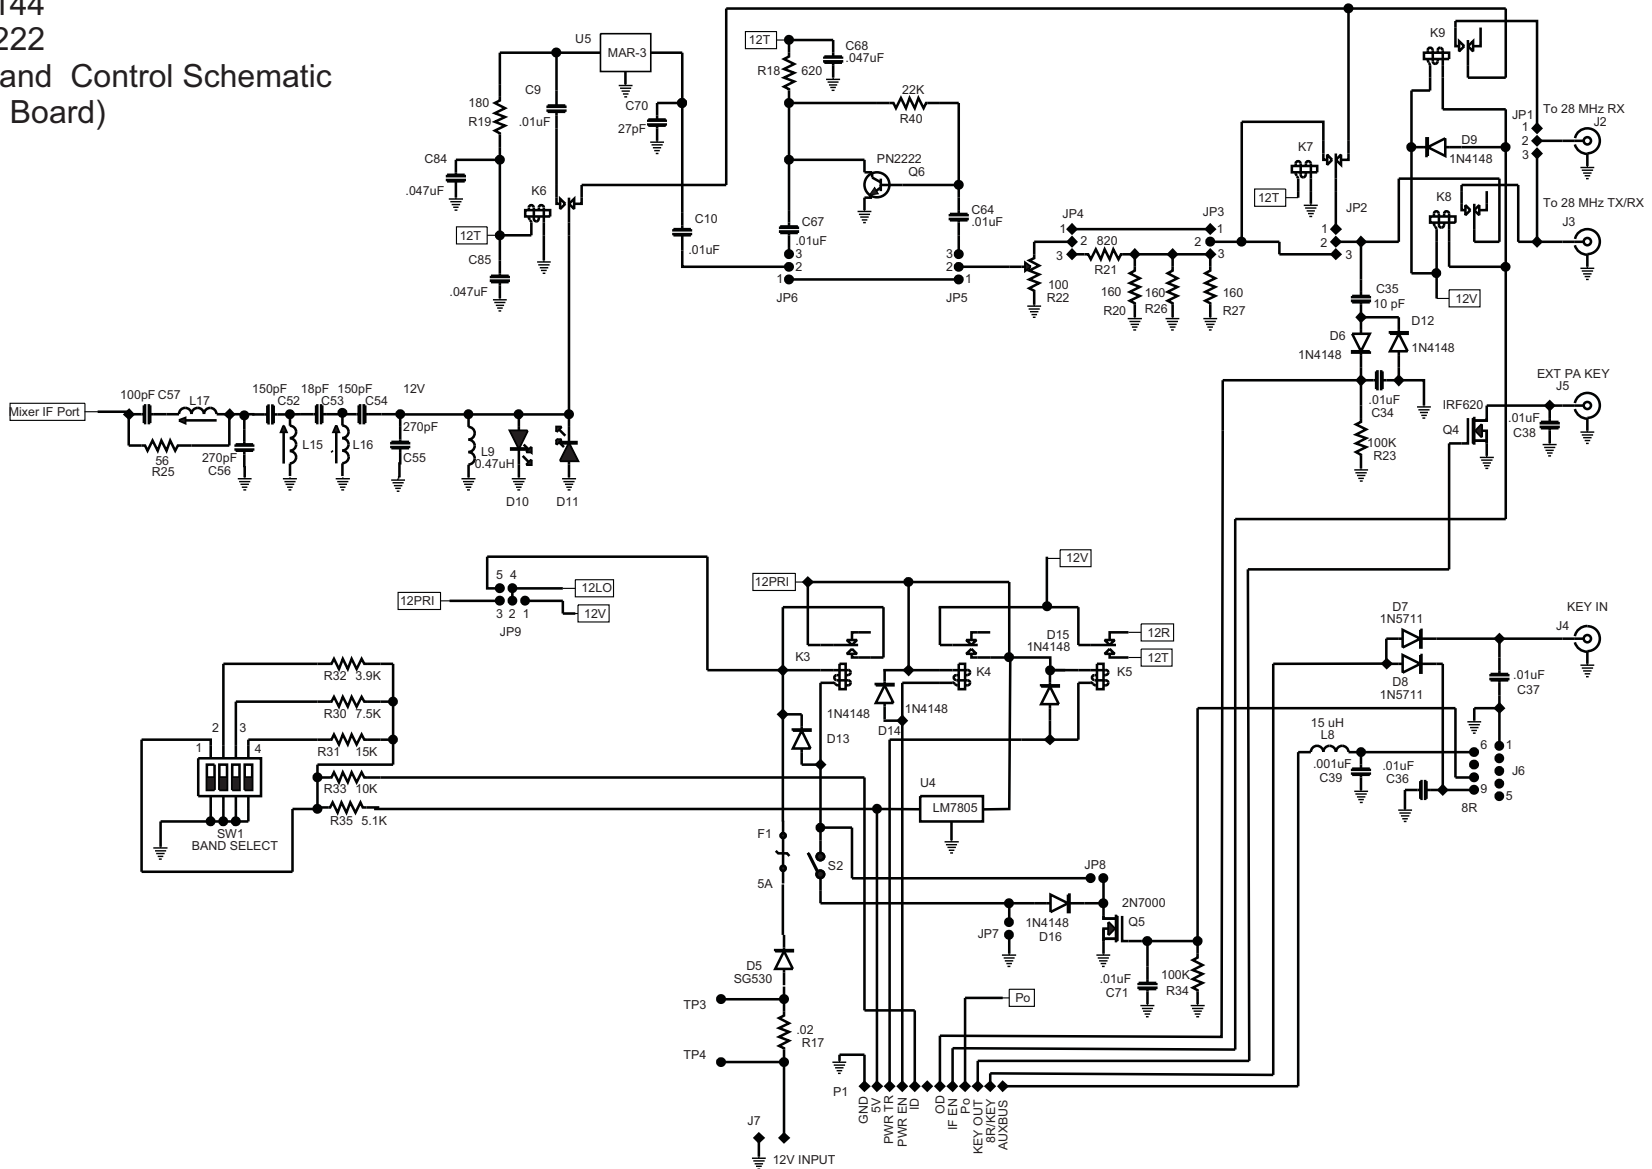 144
222
and Control Schematic
Board)
U5
MAR-3
180
R19
C9
.01uF
C70
27pF
C84
.047uF
K6
12T
C85
.047uF
C10
.01uF
12T
C68
.047uF
R18
620
22K
R40
PN2222
Q6
C67
.01uF
C64
.01uF
3
2
1
JP6
3
2
1
JP5
100
R22
JP4
1
2
3
820
R21
160
R20
160
R26
160
R27
JP3
1
2
3
K7
12T
JP2
1
2
3
K9
D9
1N4148
K8
12V
JP1
1
2
3
To 28 MHz RX
J2
To 28 MHz TX/RX
J3
C35
10 pF
D6
1N4148
D12
1N4148
.01uF
C34
100K
R23
EXT PA KEY
J5
IRF620
Q4
.01uF
C38
Mixer IF Port
100pF C57
L17
56
R25
270pF
C56
150pF
C52
18pF
C53
150pF
C54
12V
L15
L16
270pF
C55
L9
0.47uH
D10
D11
12PRI
5 4
3 2 1
JP9
12LO
12V
12PRI
12V
K3
K4
D15
1N4148
12R
12T
K5
1N4148
D13
1N4148
D14
R32 3.9K
R30 7.5K
R31 15K
R33 10K
R35 5.1K
1
2
3
4
SW1
BAND SELECT
U4
LM7805
F1
5A
S2
JP8
JP7
1N4148
D16
2N7000
Q5
.01uF
C71
100K
R34
D7
1N5711
D8
1N5711
KEY IN
J4
.01uF
C37
15 uH
L8
.001uF
C39
.01uF
C36
6
9
8R
1
5
J6
D5
SG530
TP3
.02
R17
TP4
J7
12V INPUT
Po
P1
GND
5V
PWR TR
PWR EN
ID
OD
IF EN
Po
KEY OUT
8R/KEY
AUXBUS